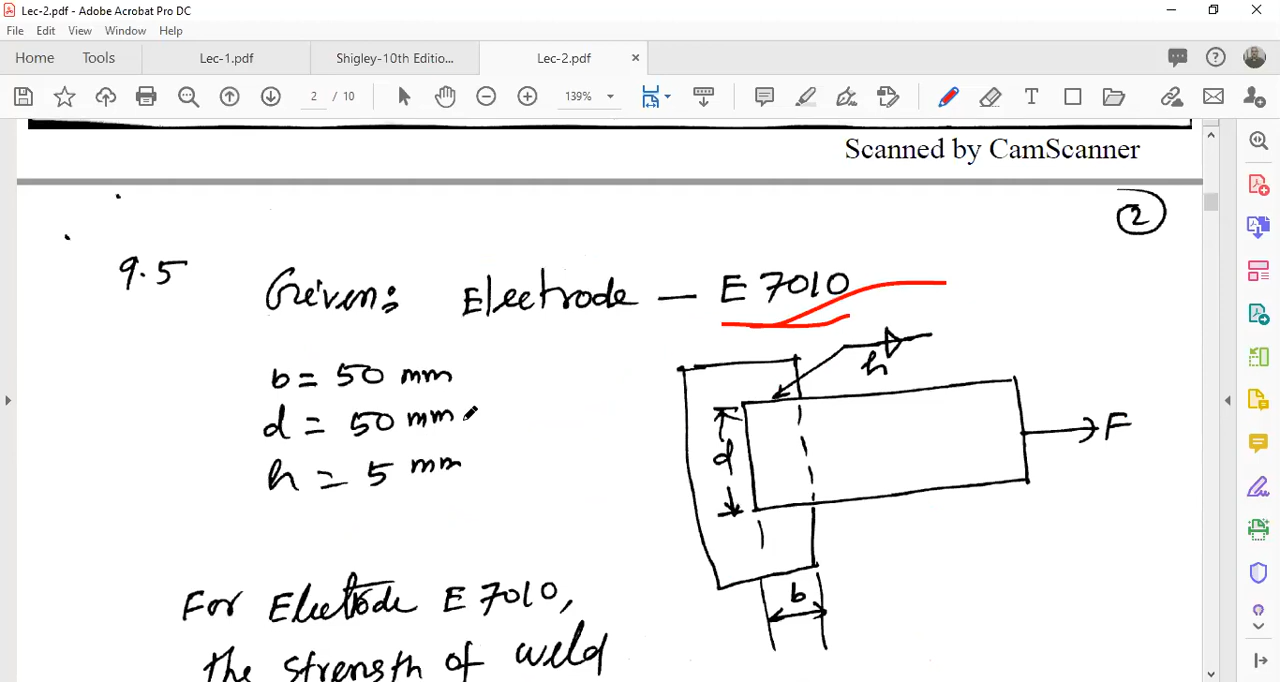 Lec-2.pdf - Adobe Acrobat Pro DC
File Edit View Window Help
Home Tools Lec-1.pdf Shigley-10th Editio... Lec-2.pdf
2 / 10 139%
Scanned by CamScanner
2
9.5 Given: Electrode — E 7010
h
b = 50 mm
d = 50 mm
h = 5 mm
d
F
b
For Electrode E 7010,
the strength of weld